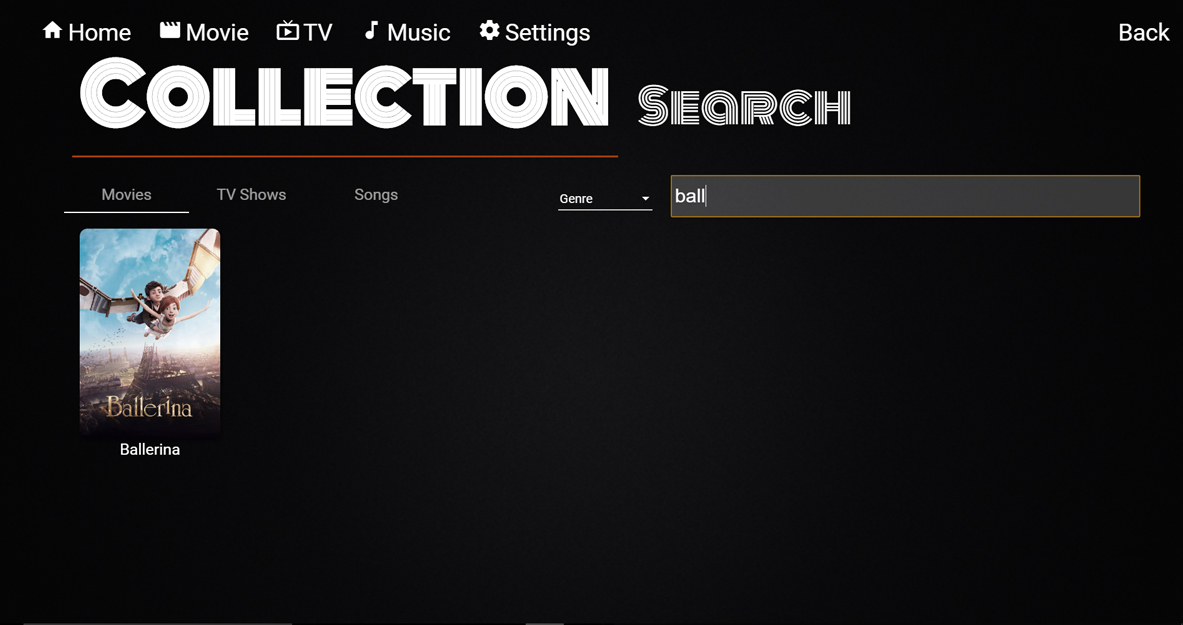 Home Movie TV Music Settings Back
Collection Search
Movies TV Shows Songs Genre ball
Ballerina
Ballerina